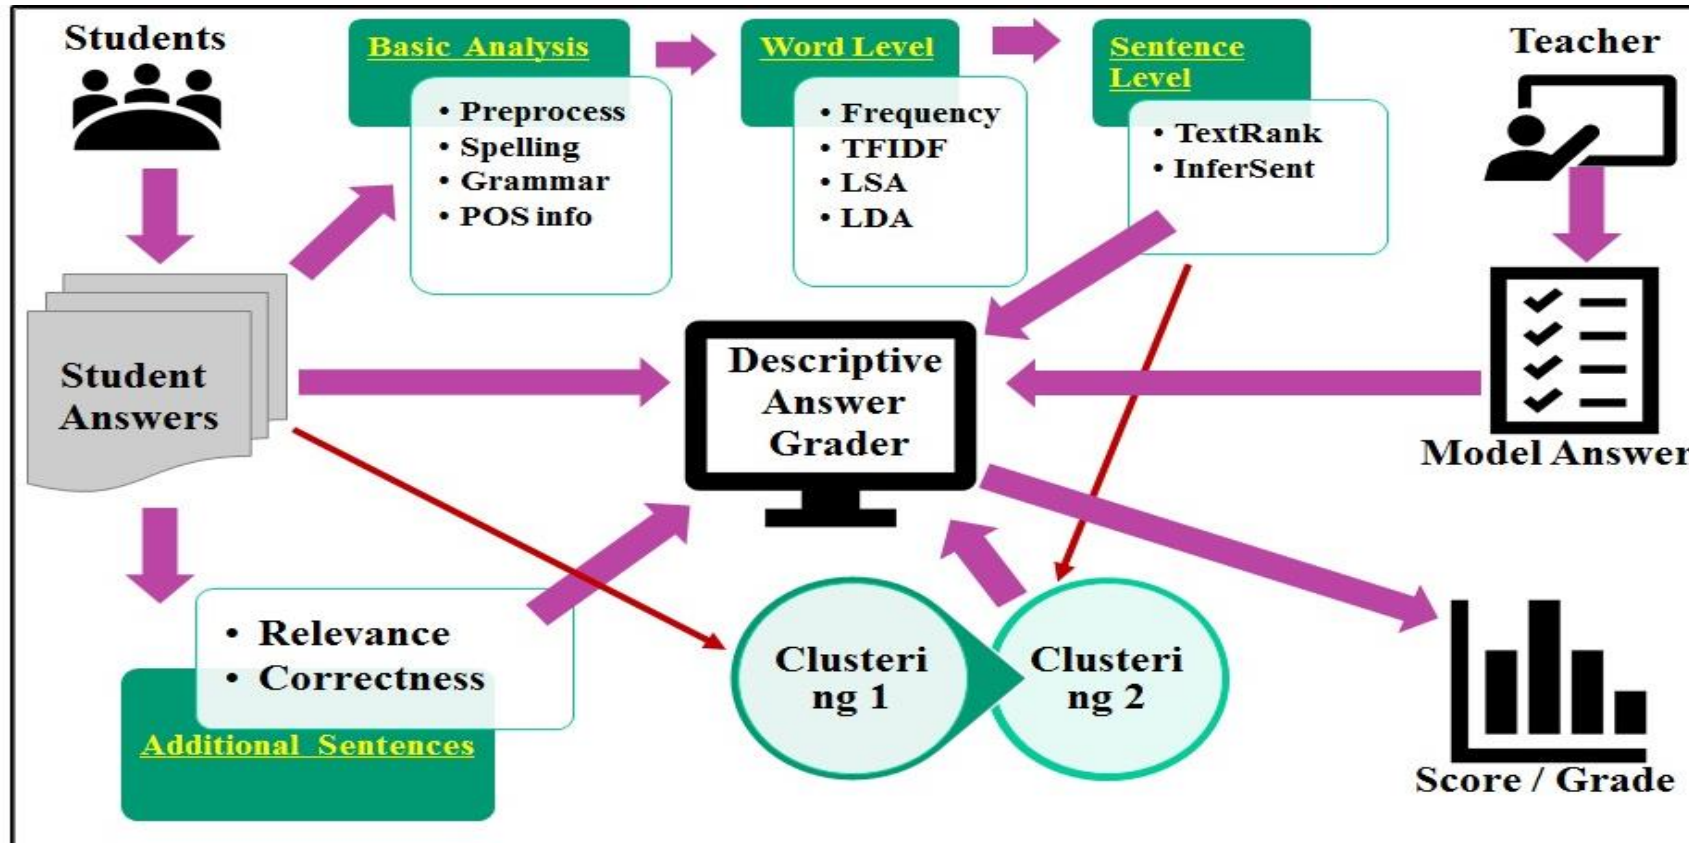 Students
Basic Analysis
• Preprocess
• Spelling
• Grammar
• POS info
Word Level
• Frequency
• TFIDF
• LSA
• LDA
Sentence
Level
• TextRank
• InferSent
Teacher
Student
Answers
Descriptive
Answer
Grader
Model Answer
• Relevance
• Correctness
Additional Sentences
Clusteri
ng 1
Clusteri
ng 2
Score / Grade